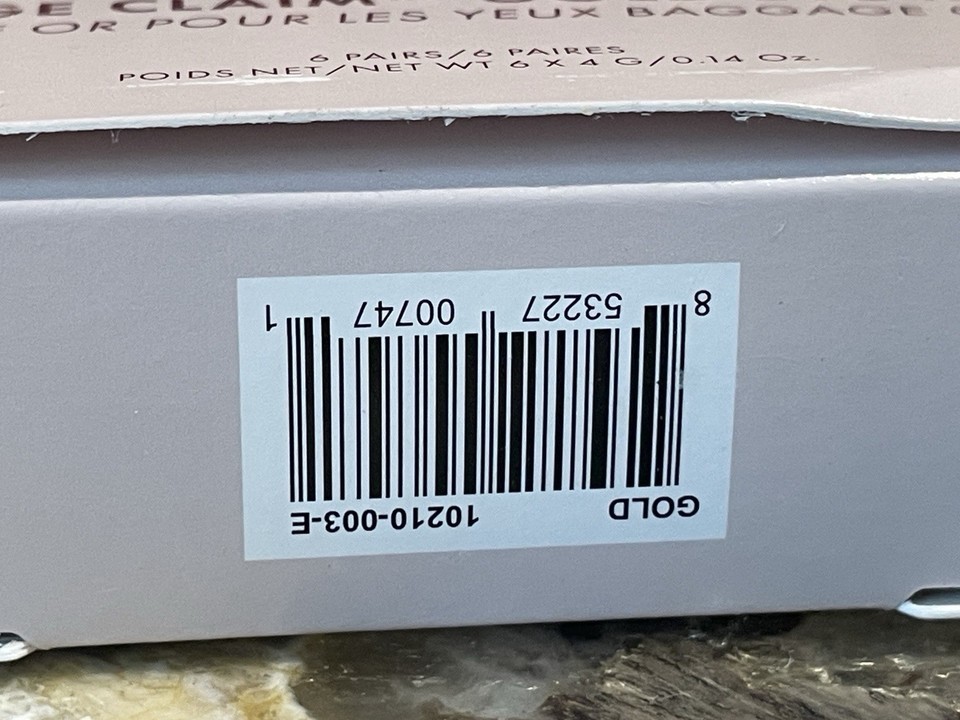 CLAIM
OR POUR LES YEUX BAGGAGE
6 PAIRS/6 PAIRES
POIDS NET/NET WT 6 X 4 G/0.14 Oz.
GOLD 10210-003-E
8 53227 00747 1